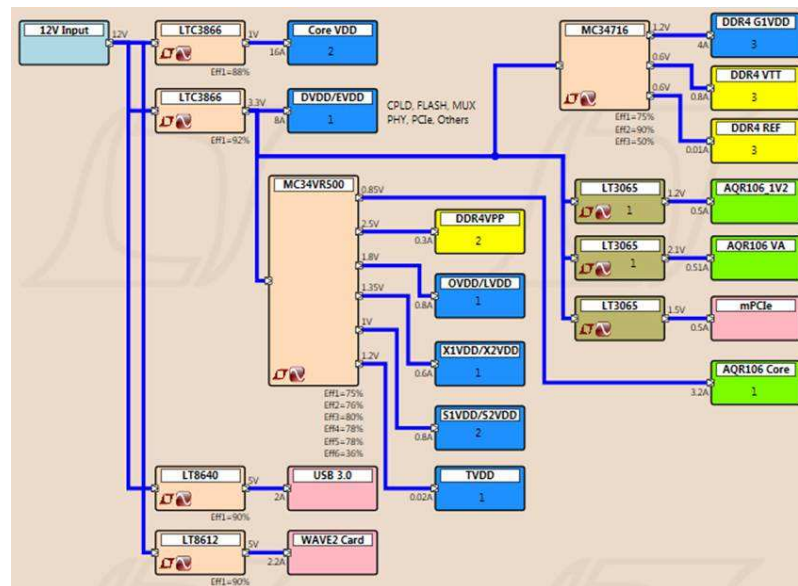 12V Input
12V
LTC3866
Eff1=88%
1V
16A
Core VDD
2
LTC3866
Eff1=92%
3.3V
8A
DVDD/EVDD
1
CPLD, FLASH, MUX
PHY, PCIe, Others
MC34716
Eff1=75%
Eff2=90%
Eff3=50%
1.2V
4A
DDR4 G1VDD
3
0.6V
0.8A
DDR4 VTT
3
0.6V
0.01A
DDR4 REF
3
MC34VR500
Eff1=75%
Eff2=76%
Eff3=80%
Eff4=78%
Eff5=78%
Eff6=36%
0.85V
2.5V
0.3A
DDR4VPP
2
1.8V
0.8A
OVDD/LVDD
1
1.35V
0.6A
X1VDD/X2VDD
1
1V
0.8A
S1VDD/S2VDD
2
1.2V
0.02A
TVDD
1
LT3065
1
1.2V
0.5A
AQR106_1V2
LT3065
1
2.1V
0.51A
AQR106 VA
LT3065
1.5V
0.5A
mPCIe
3.2A
AQR106 Core
1
LT8640
Eff1=90%
5V
2A
USB 3.0
LT8612
Eff1=90%
5V
2.2A
WAVE2 Card